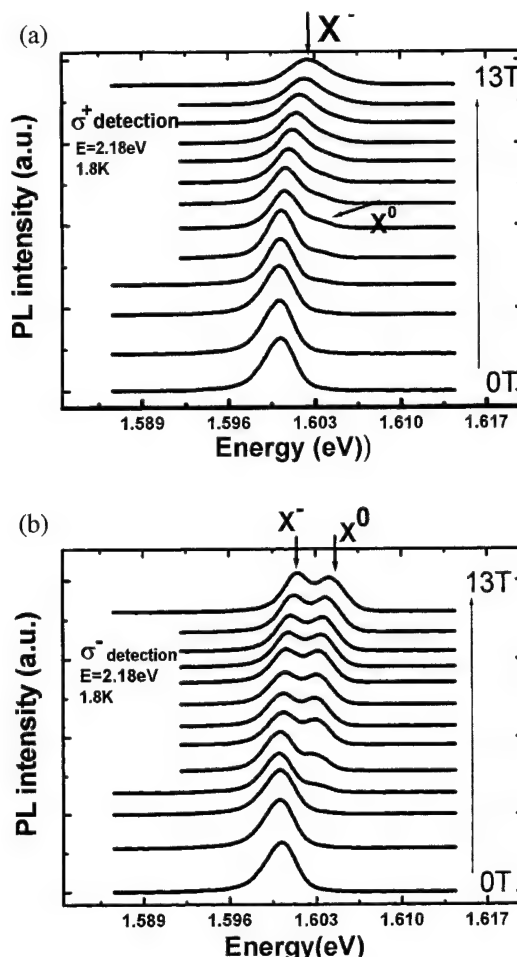 (a)
X⁻
13T
σ⁺ detection
E=2.18eV
1.8K
X⁰
0T
PL intensity (a.u.)
1.589 1.596 1.603 1.610 1.617
Energy (eV))
(b)
X⁻ X⁰
13T
σ⁻ detection
E=2.18eV
1.8K
0T
PL intensity (a.u.)
1.589 1.596 1.603 1.610 1.617
Energy(eV)